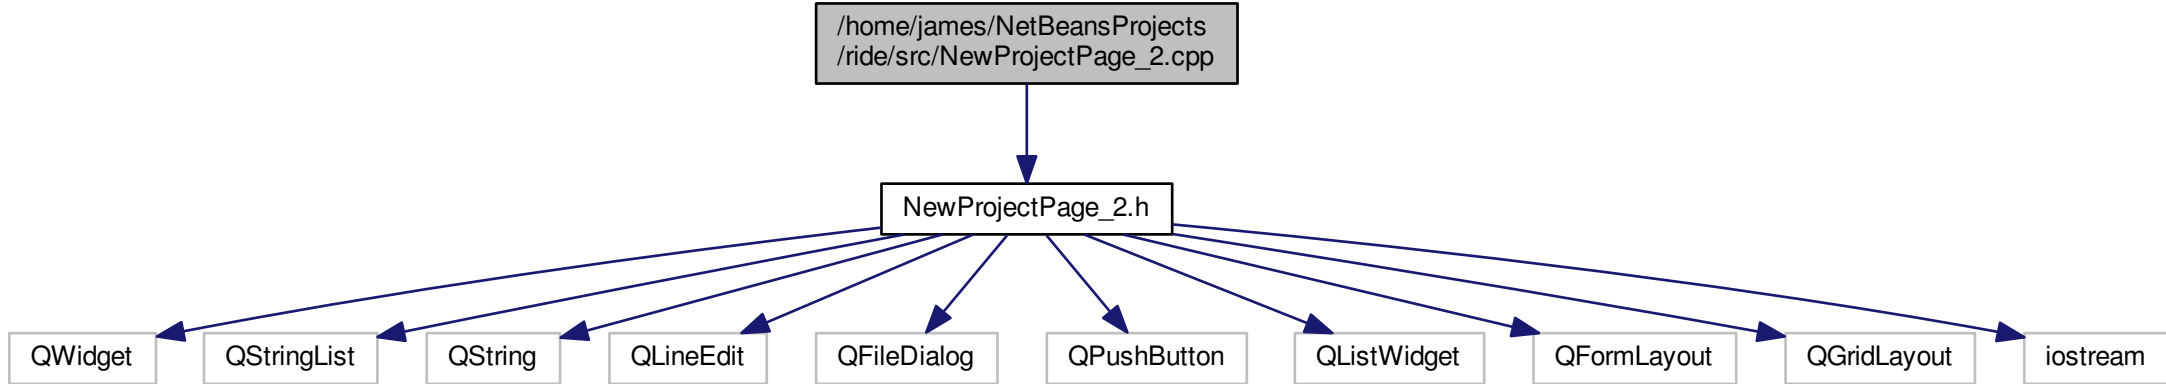 /home/james/NetBeansProjects
/ride/src/NewProjectPage_2.cpp
NewProjectPage_2.h
QWidget
QStringList
QString
QLineEdit
QFileDialog
QPushButton
QListWidget
QFormLayout
QGridLayout
iostream